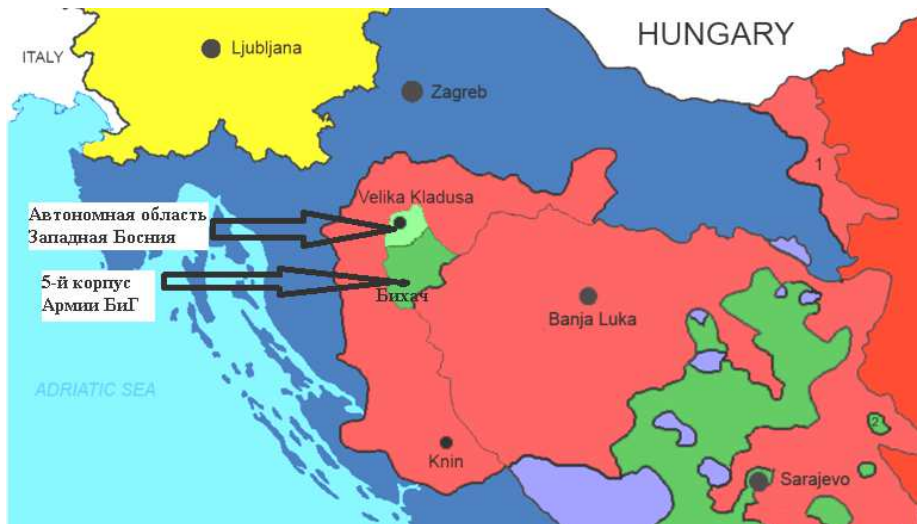 HUNGARY
ITALY
Ljubljana
Zagreb
1
Velika Kladusa
Автономная область
Западная Босния
5-й корпус
Армии БиГ
Бихач
Banja Luka
ADRIATIC SEA
2
Knin
Sarajevo